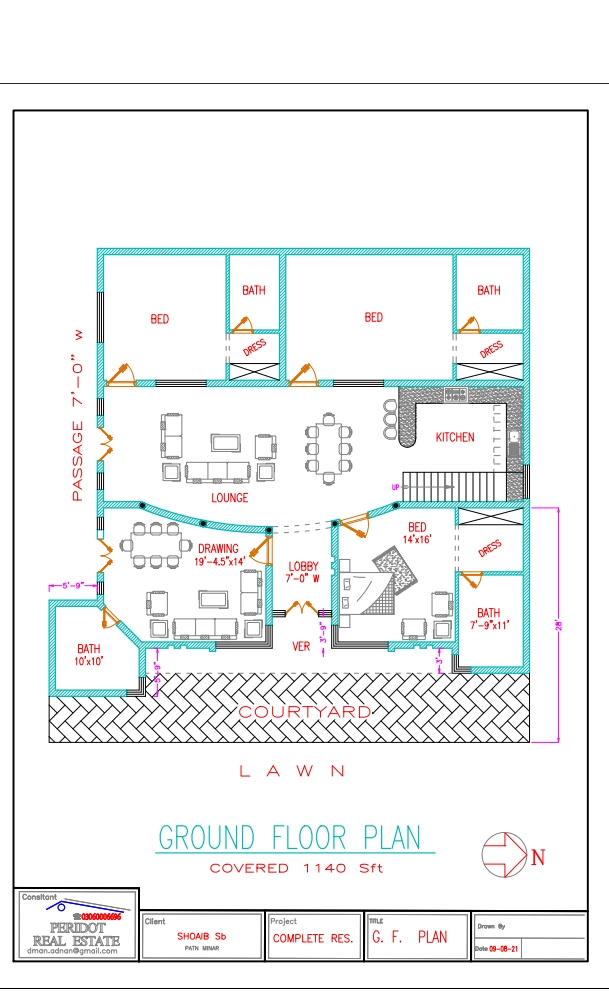 BED
BATH
BED
BATH
DRESS
DRESS
PASSAGE 7'-0" w
KITCHEN
UP
LOUNGE
BED
14'x16'
DRAWING
19'-4.5"x14'
LOBBY
7'-0" W
DRESS
5'-9"
BATH
7'-9"x11'
28'
BATH
10'x10'
VER
3'-9"
5'-9"
3'
COURTYARD
LAWN
GROUND FLOOR PLAN
COVERED 1140 Sft
N
Consltant
☎:03060006696
PERIDOT
REAL ESTATE
dman.adnan@gmail.com
Client
SHOAIB Sb
PATN MINAR
Project
COMPLETE RES.
TITLE
G. F. PLAN
Drawn By
Date 09-08-21